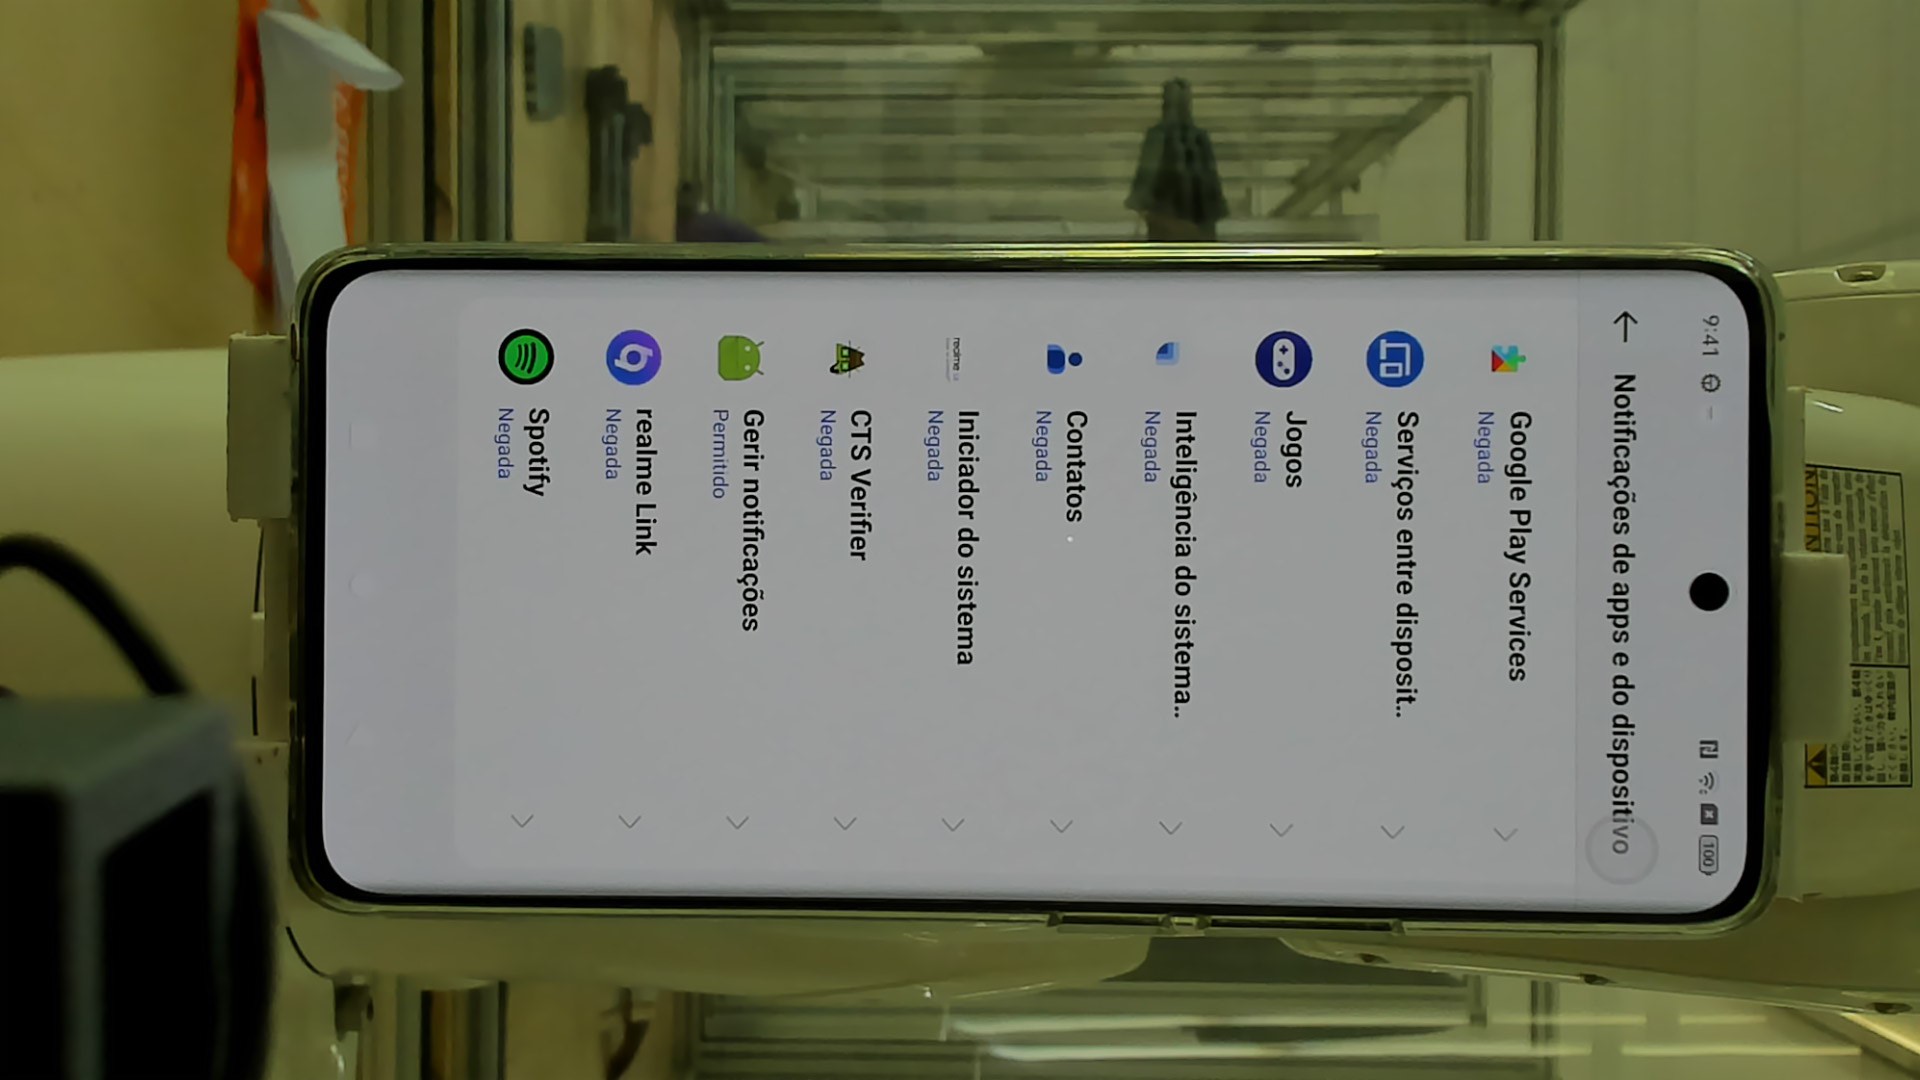 9:41
100
Notificações de apps e do dispositivo
Google Play Services
Negada
Serviços entre disposit..
Negada
Jogos
Negada
Inteligência do sistema..
Negada
Contatos
Negada
Iniciador do sistema
Negada
CTS Verifier
Negada
Gerir notificações
Permitido
realme Link
Negada
Spotify
Negada
realme